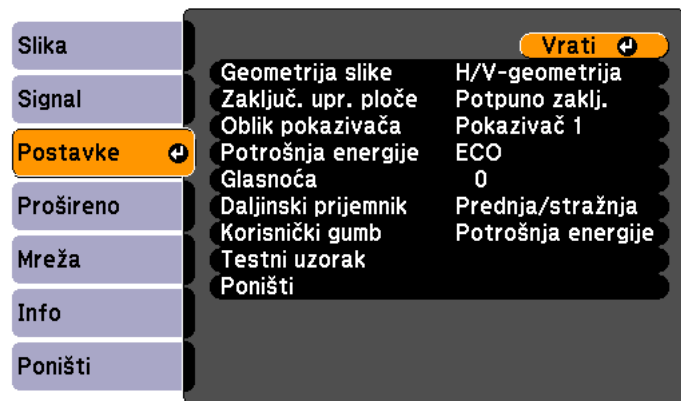 Slika
Signal
Postavke
Prošireno
Mreža
Info
Poništi
Vrati
Geometrija slike H/V-geometrija
Zaključ. upr. ploče Potpuno zaklj.
Oblik pokazivača Pokazivač 1
Potrošnja energije ECO
Glasnoća 0
Daljinski prijemnik Prednja/stražnja
Korisnički gumb Potrošnja energije
Testni uzorak
Poništi